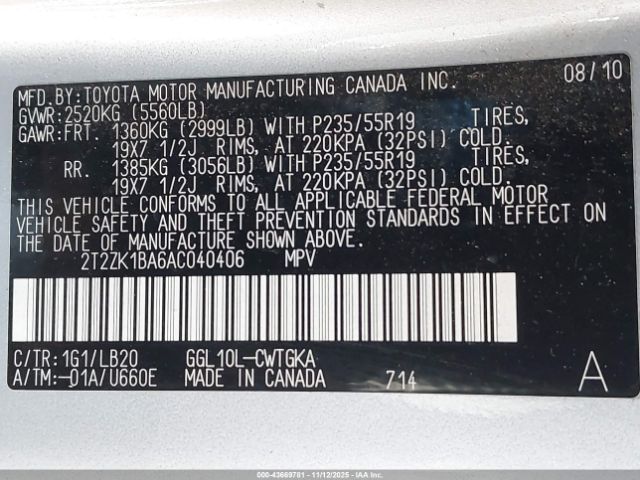 MFD.BY:TOYOTA MOTOR MANUFACTURING CANADA INC. 08/10
GVWR:2520KG (5560LB)
GAWR:FRT. 1360KG (2999LB) WITH P235/55R19 TIRES,
19X7 1/2J RIMS, AT 220KPA (32PSI) COLD.
RR. 1385KG (3056LB) WITH P235/55R19 TIRES,
19X7 1/2J RIMS, AT 220KPA (32PSI) COLD.
THIS VEHICLE CONFORMS TO ALL APPLICABLE FEDERAL MOTOR
VEHICLE SAFETY AND THEFT PREVENTION STANDARDS IN EFFECT ON
THE DATE OF MANUFACTURE SHOWN ABOVE.
2T2ZK1BA6AC040406 MPV
C/TR:1G1/LB20 GGL10L-CWTGKA
A/TM:-01A/U660E MADE IN CANADA 714 A
000-43669781 - 11/12/2025 - IAAI